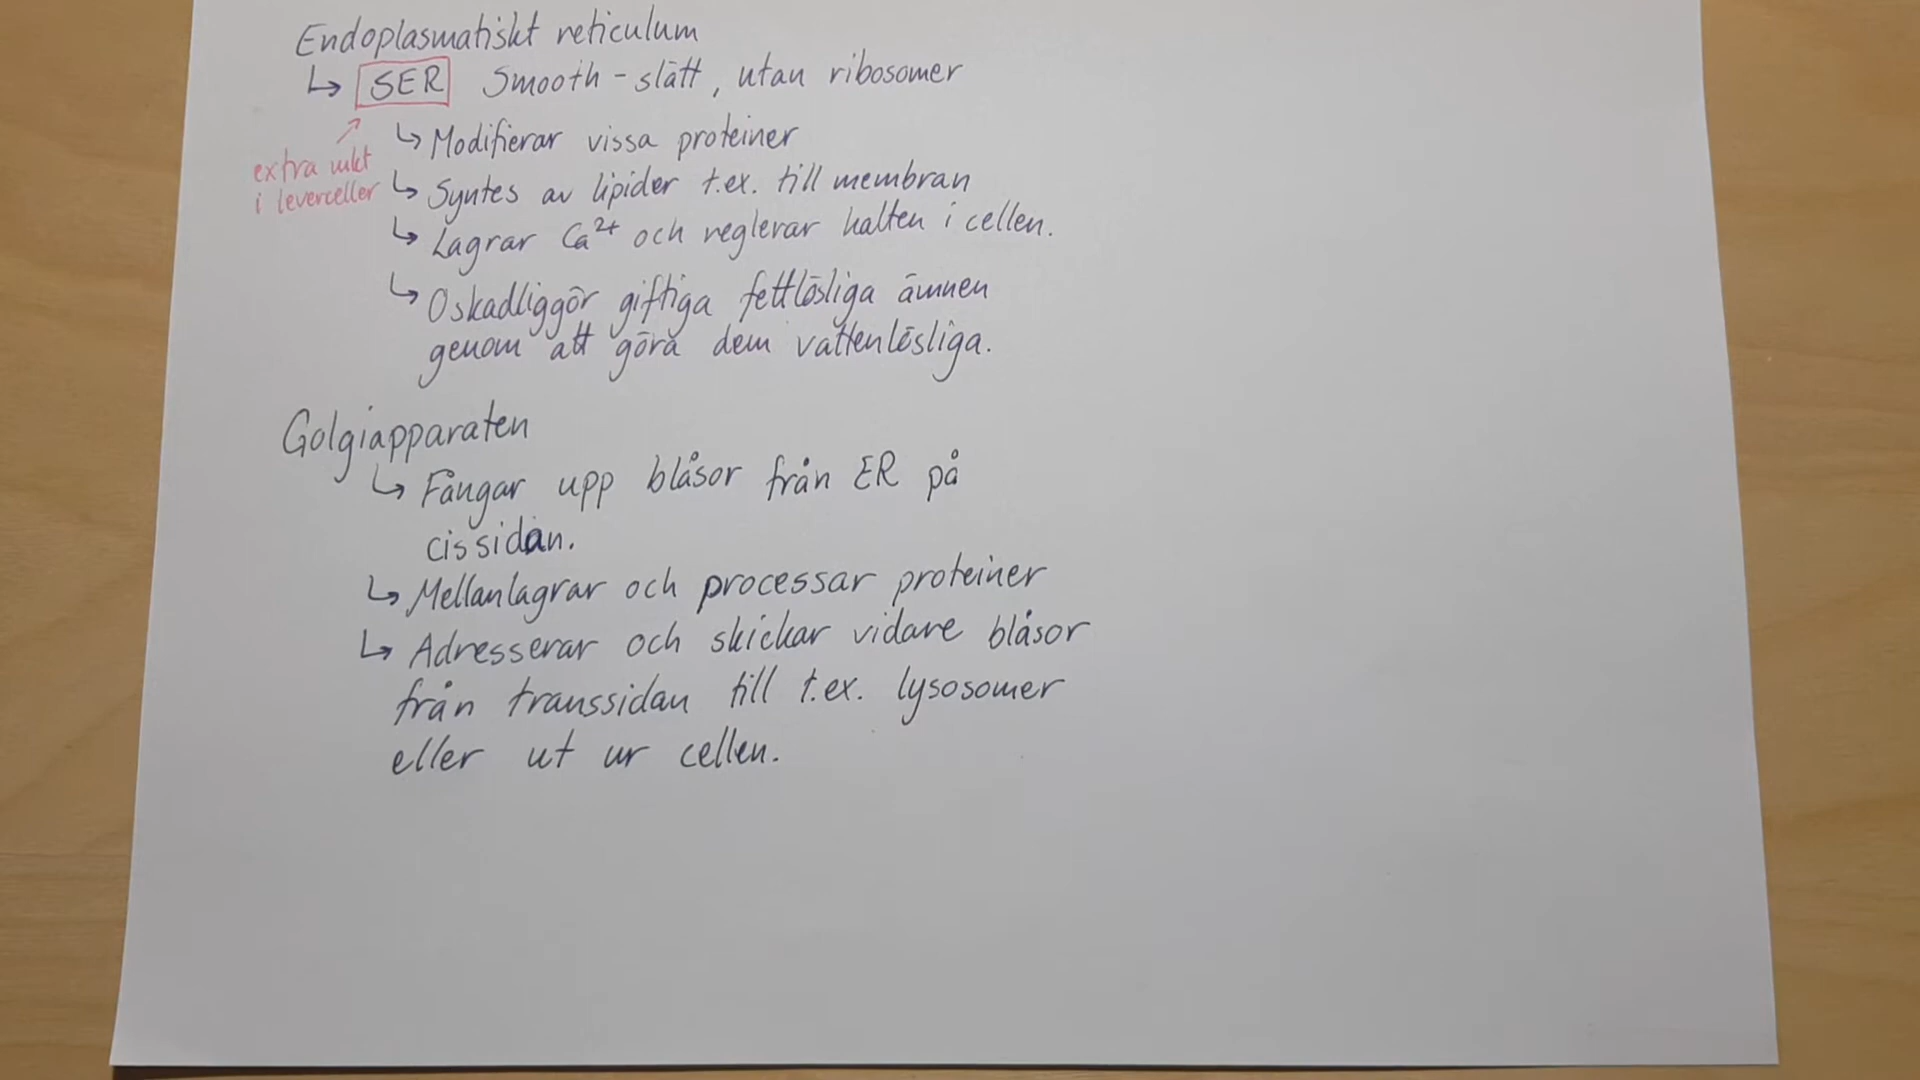 Endoplasmatiskt reticulum
↳ SER Smooth - slätt, utan ribosomer
↳ Modifierar vissa proteiner
extra mkt
i leverceller
↳ Syntes av lipider t.ex. till membran
↳ Lagrar Ca²⁺ och reglerar halten i cellen.
↳ Oskadliggör giftiga fettlösliga ämnen
genom att göra dem vattenlösliga.
Golgiapparaten
↳ Fångar upp blåsor från ER på
cissidan.
↳ Mellanlagrar och processar proteiner
↳ Adresserar och skickar vidare blåsor
från transsidan till t.ex. lysosomer
eller ut ur cellen.